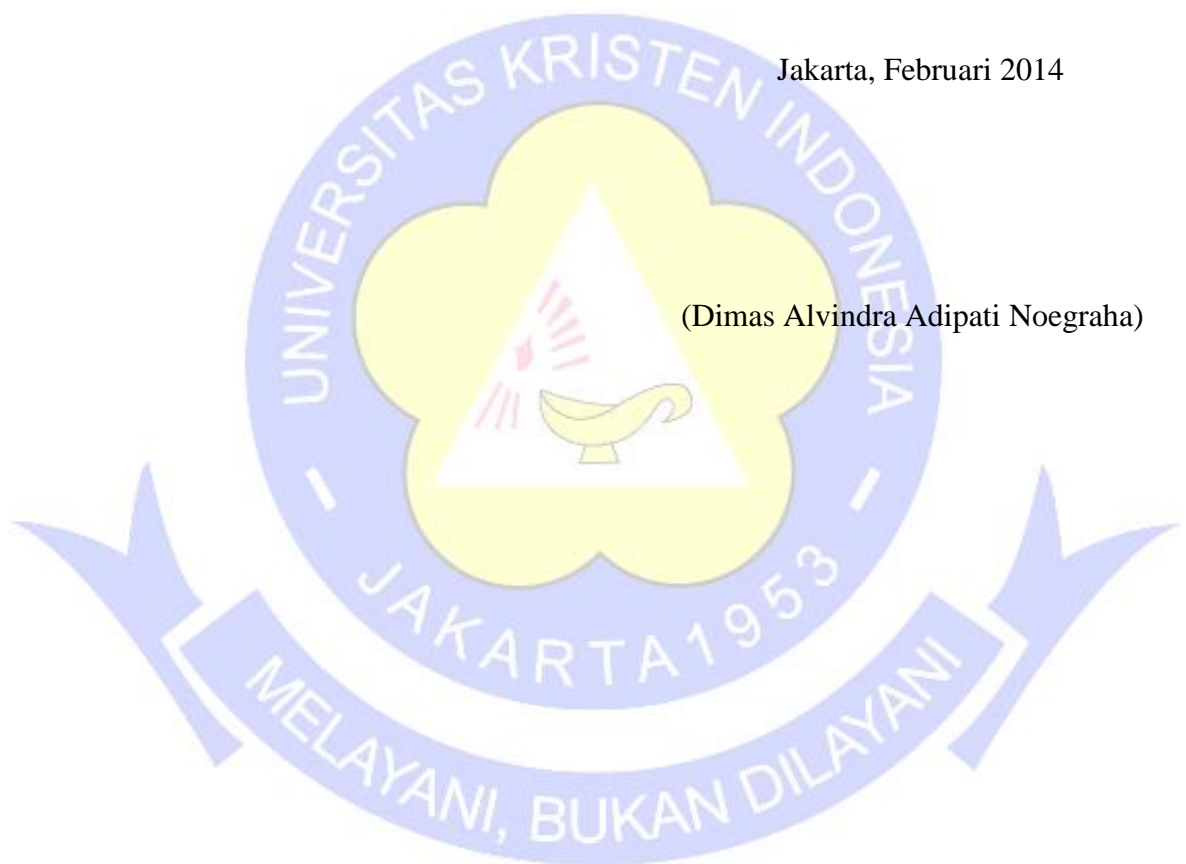 UNIVERSITAS KRISTEN INDONESIA
Jakarta, Februari 2014
(Dimas Alvindra Adipati Noegraha)
JAKARTA 1953
MELAYANI, BUKAN DILAYANI